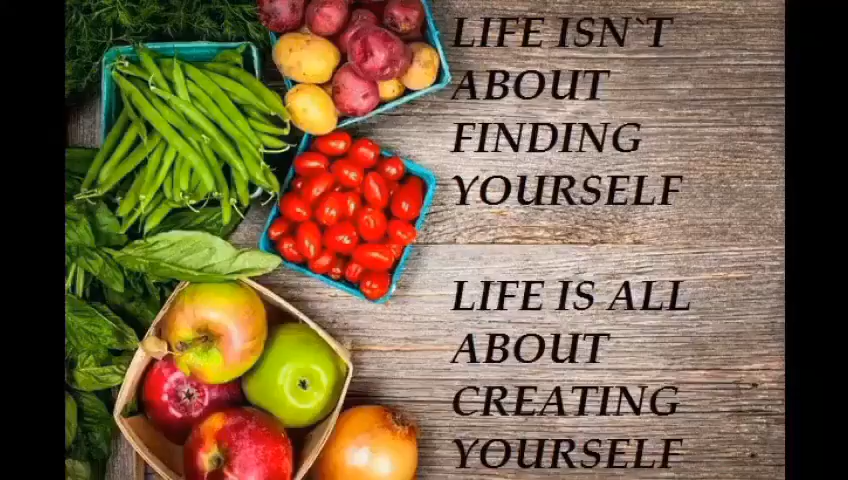 LIFE ISN`T
ABOUT
FINDING
YOURSELF
LIFE IS ALL
ABOUT
CREATING
YOURSELF